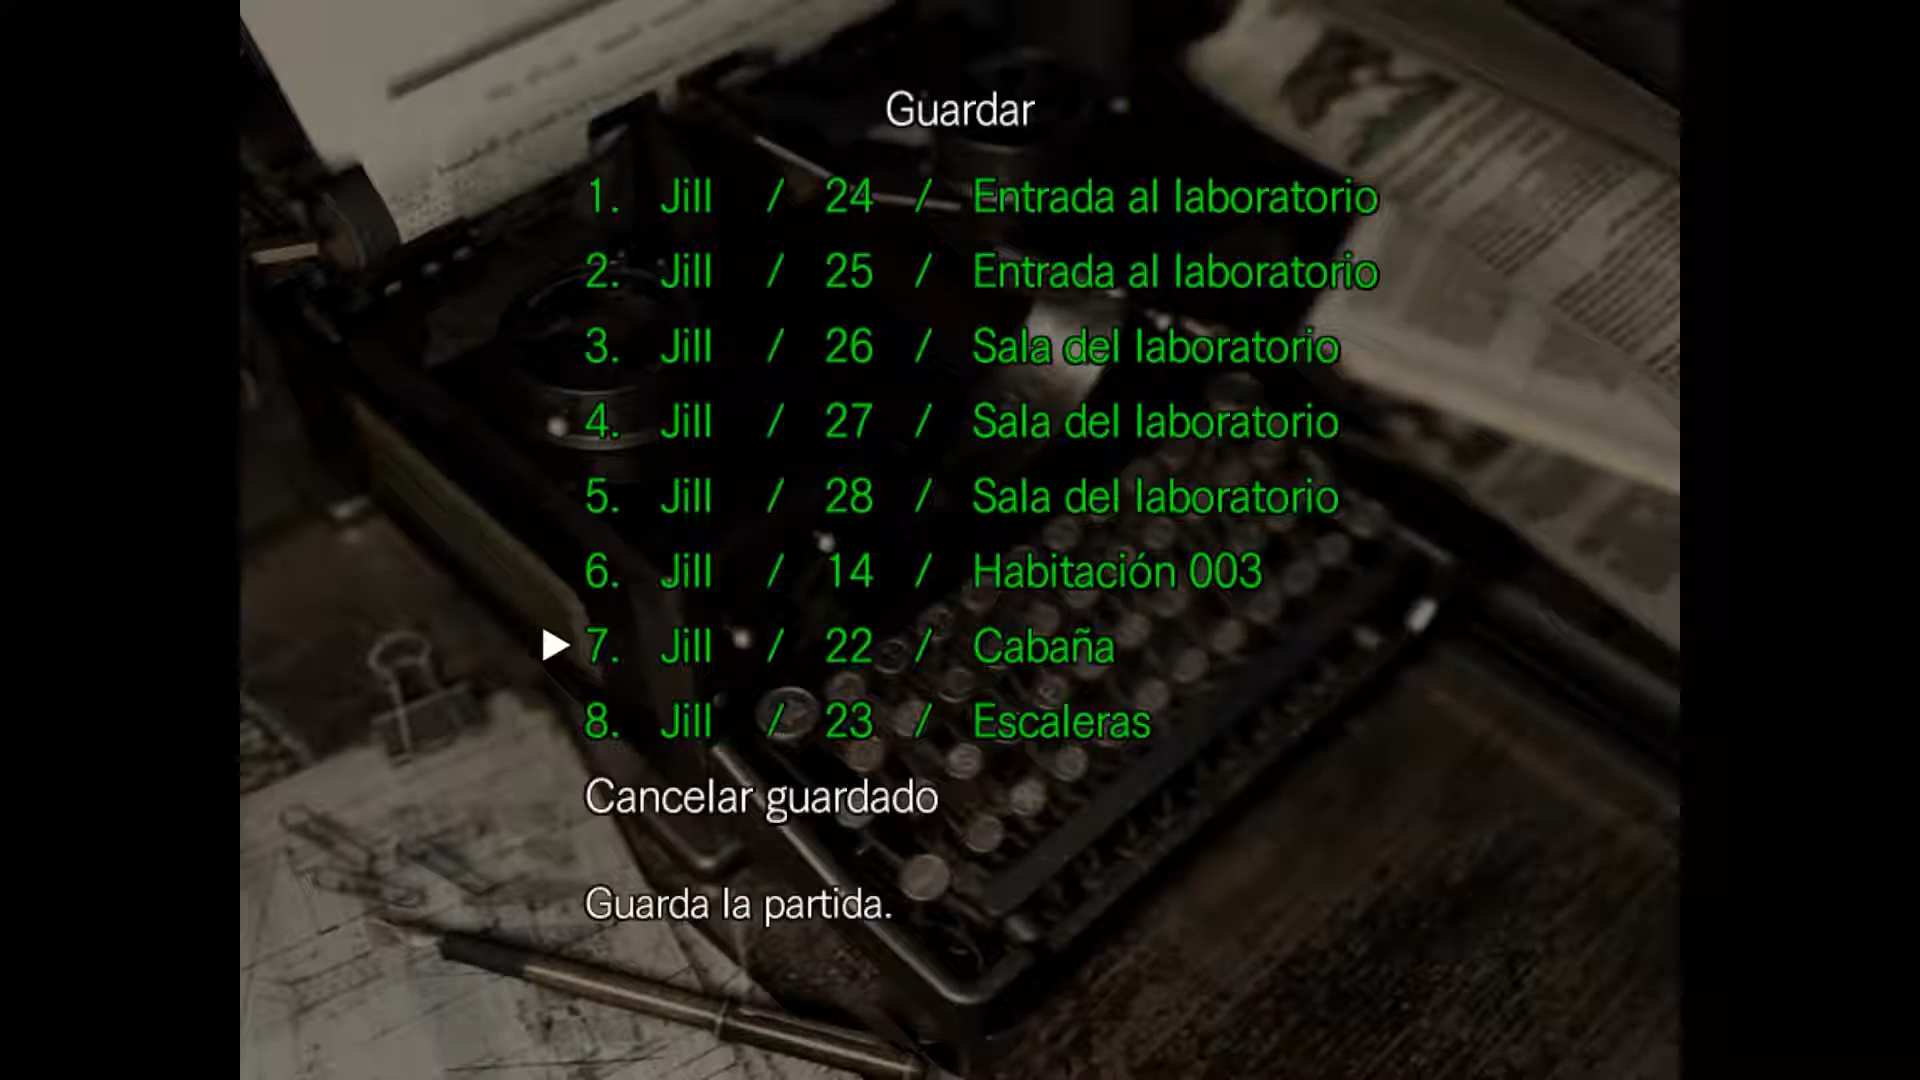 Guardar
1. Jill / 24 / Entrada al laboratorio
2. Jill / 25 / Entrada al laboratorio
3. Jill / 26 / Sala del laboratorio
4. Jill / 27 / Sala del laboratorio
5. Jill / 28 / Sala del laboratorio
6. Jill / 14 / Habitación 003
7. Jill / 22 / Cabaña
8. Jill / 23 / Escaleras
Cancelar guardado
Guarda la partida.